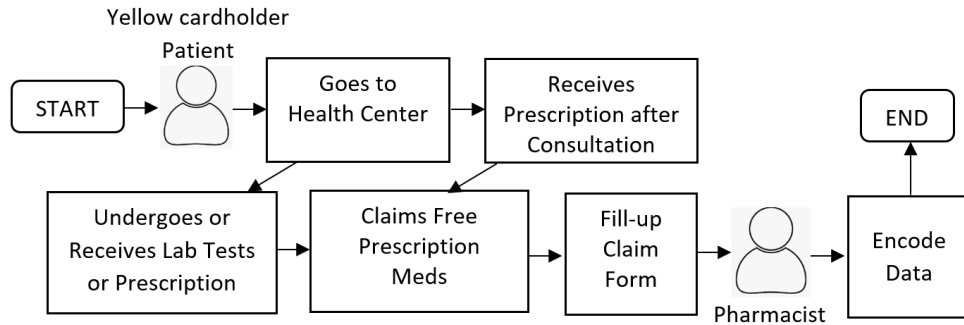 Yellow cardholder
Patient
START
Goes to
Health Center
Receives
Prescription after
Consultation
END
Undergoes or
Receives Lab Tests
or Prescription
Claims Free
Prescription
Meds
Fill-up
Claim
Form
Pharmacist
Encode
Data